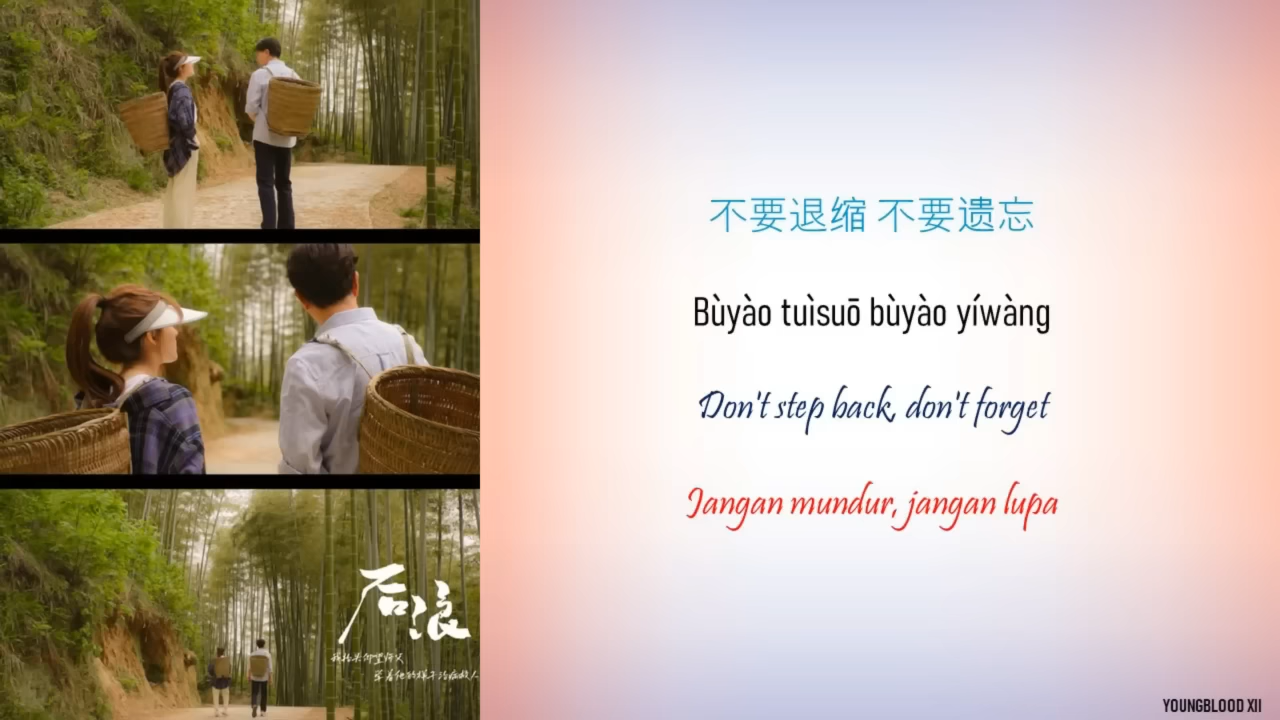 不要退缩 不要遗忘
Bùyào tuìsuō bùyào yíwàng
Don't step back, don't forget
Jangan mundur, jangan lupa
后浪
YOUNGBLOOD XII